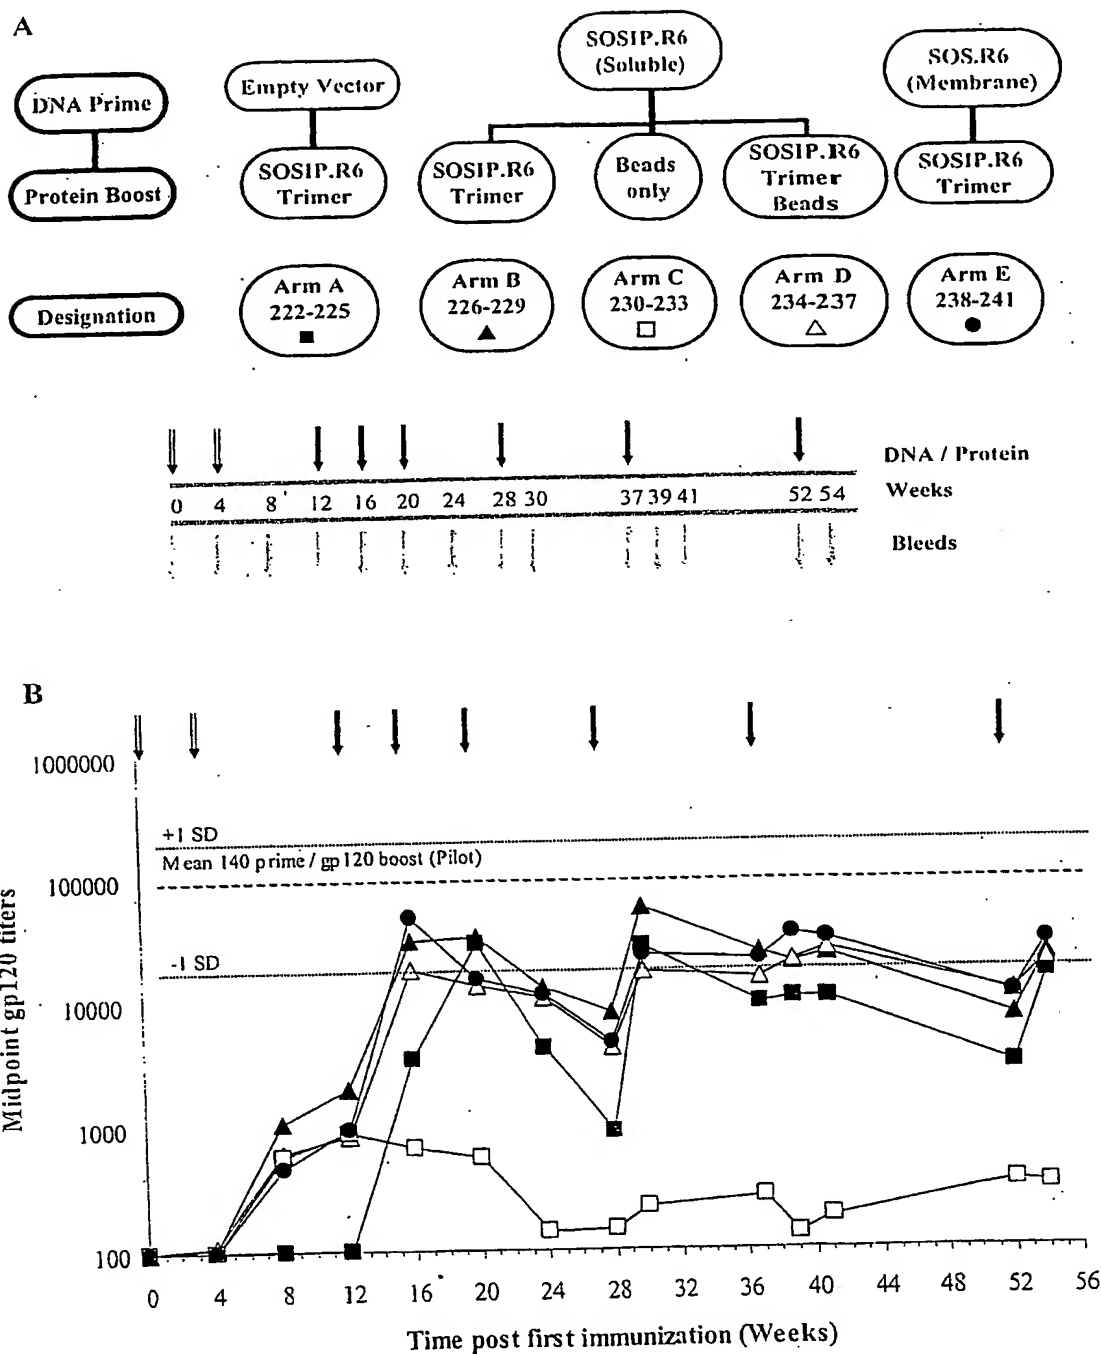 A
DNA Prime
Protein Boost
Empty Vector
SOSIP.R6
Trimer
SOSIP.R6
(Soluble)
SOSIP.R6
Trimer
Beads
only
SOSIP.R6
Trimer
Beads
SOS.R6
(Membrane)
SOSIP.R6
Trimer
Designation
Arm A
222-225
Arm B
226-229
Arm C
230-233
Arm D
234-237
Arm E
238-241
DNA / Protein
0 4 8 12 16 20 24 28 30 37 39 41 52 54 Weeks
Bleeds
B
Midpoint gp120 titers
1000000
100000
10000
1000
100
+1 SD
Mean 140 prime / gp120 boost (Pilot)
-1 SD
0 4 8 12 16 20 24 28 32 36 40 44 48 52 56
Time post first immunization (Weeks)